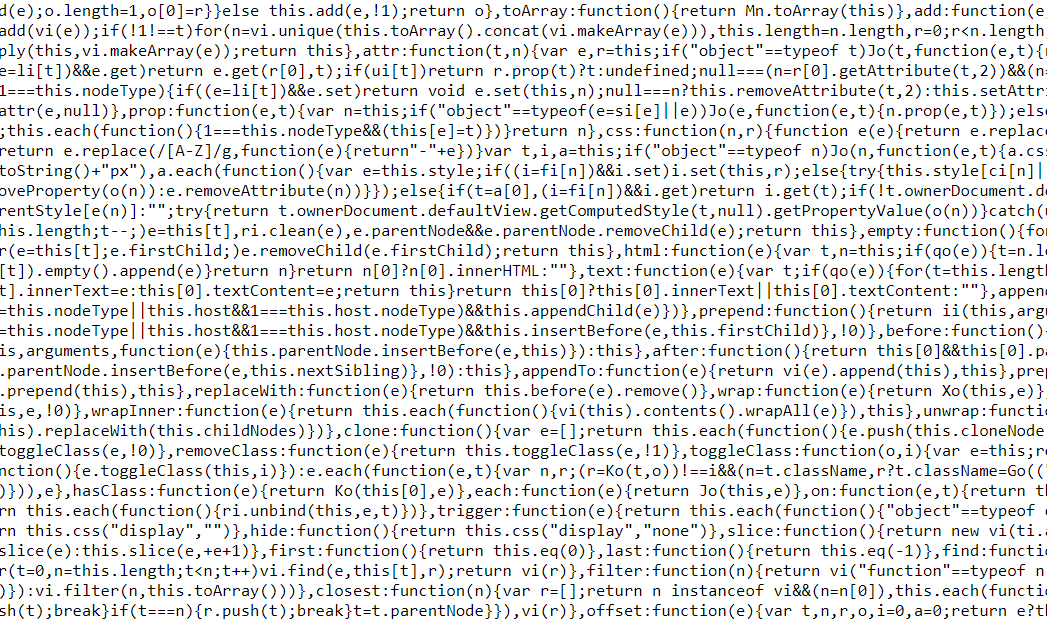 d(e);o.length=1,o[0]=r}}else this.add(e,!1);return o},toArray:function(){return Mn.toArray(this)},add:function(e,
add(vi(e));if(!1!==t)for(n=vi.unique(this.toArray().concat(vi.makeArray(e))),this.length=n.length,r=0;r<n.length
ply(this,vi.makeArray(e));return this},attr:function(t,n){var e,r=this;if("object"==typeof t)Jo(t,function(e,t){
e=li[t])&&e.get)return e.get(r[0],t);if(ui[t])return r.prop(t)?t:undefined;null===(n=r[0].getAttribute(t,2))&&(n=
1===this.nodeType){if((e=li[t])&&e.set)return void e.set(this,n);null===n?this.removeAttribute(t,2):this.setAttri
attr(e,null)},prop:function(e,t){var n=this;if("object"==typeof(e=si[e]||e))Jo(e,function(e,t){n.prop(e,t)});else
;this.each(function(){1===this.nodeType&&(this[e]=t)})}return n},css:function(n,r){function e(e){return e.replac
return e.replace(/[A-Z]/g,function(e){return"-"+e})}var t,i,a=this;if("object"==typeof n)Jo(n,function(e,t){a.cs
toString()+"px"),a.each(function(){var e=this.style;if((i=fi[n])&&i.set)i.set(this,r);else{try{this.style[ci[n]|
oveProperty(o(n)):e.removeAttribute(n))}});else{if(t=a[0],(i=fi[n])&&i.get)return i.get(t);if(!t.ownerDocument.d
rentStyle[e(n)]:"";try{return t.ownerDocument.defaultView.getComputedStyle(t,null).getPropertyValue(o(n))}catch(
his.length;t--;)e=this[t],ri.clean(e),e.parentNode&&e.parentNode.removeChild(e);return this},empty:function(){for
r(e=this[t];e.firstChild;)e.removeChild(e.firstChild);return this},html:function(e){var t,n=this;if(qo(e)){t=n.l
[t]).empty().append(e)}return n}return n[0]?n[0].innerHTML:""},text:function(e){var t;if(qo(e)){for(t=this.length
t].innerText=e:this[0].textContent=e;return this}return this[0]?this[0].innerText||this[0].textContent:""},appen
=this.nodeType||this.host&&1===this.host.nodeType)&&this.appendChild(e)})},prepend:function(){return ii(this,argu
=this.nodeType||this.host&&1===this.host.nodeType)&&this.insertBefore(e,this.firstChild)},!0)},before:function()
is,arguments,function(e){this.parentNode.insertBefore(e,this)}):this},after:function(){return this[0]&&this[0].p
.parentNode.insertBefore(e,this.nextSibling)},!0):this},appendTo:function(e){return vi(e).append(this),this},prep
.prepend(this),this},replaceWith:function(e){return this.before(e).remove()},wrap:function(e){return Xo(this,e)}
is,e,!0)},wrapInner:function(e){return this.each(function(){vi(this).contents().wrapAll(e)}),this},unwrap:functio
his).replaceWith(this.childNodes)})},clone:function(){var e=[];return this.each(function(){e.push(this.cloneNode
toggleClass(e,!0)},removeClass:function(e){return this.toggleClass(e,!1)},toggleClass:function(o,i){var e=this;r
nction(){e.toggleClass(this,i)}):e.each(function(e,t){var n,r;(r=Ko(t,o))!==i&&(n=t.className,r?t.className=Go(("
)})),e},hasClass:function(e){return Ko(this[0],e)},each:function(e){return Jo(this,e)},on:function(e,t){return th
rn this.each(function(){ri.unbind(this,e,t)})},trigger:function(e){return this.each(function(){"object"==typeof e
rn this.css("display","")},hide:function(){return this.css("display","none")},slice:function(){return new vi(ti.a
slice(e):this.slice(e,+e+1)},first:function(){return this.eq(0)},last:function(){return this.eq(-1)},find:functio
r(t=0,n=this.length;t<n;t++)vi.find(e,this[t],r);return vi(r)},filter:function(n){return vi("function"==typeof n
)}):vi.filter(n,this.toArray()))},closest:function(n){var r=[];return n instanceof vi&&(n=n[0]),this.each(functio
sh(t);break}if(t===n){r.push(t);break}t=t.parentNode}}),vi(r)},offset:function(e){var t,n,r,o,i=0,a=0;return e?th